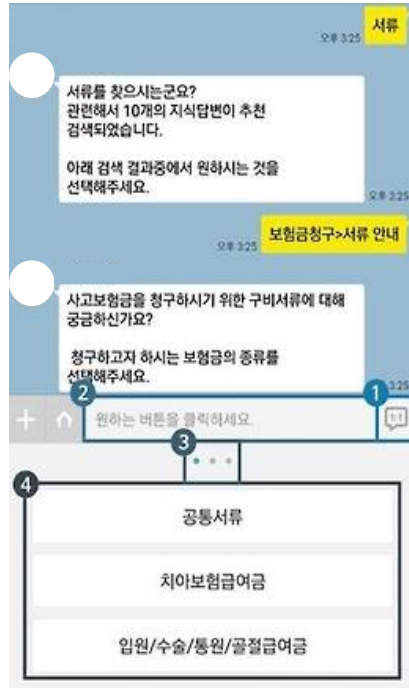 서류
오후 3:25
서류를 찾으시는군요?
관련해서 10개의 지식답변이 추천
검색되었습니다.
아래 검색 결과중에서 원하시는 것을
선택해주세요.
오후 3:25
보험금청구>서류 안내
오후 3:25
사고보험금을 청구하시기 위한 구비서류에 대해
궁금하신가요?
청구하고자 하시는 보험금의 종류를
선택해주세요.
3:25
2
1
원하는 버튼을 클릭하세요.
1:1
3
4
공통서류
치아보험급여금
입원/수술/통원/골절급여금